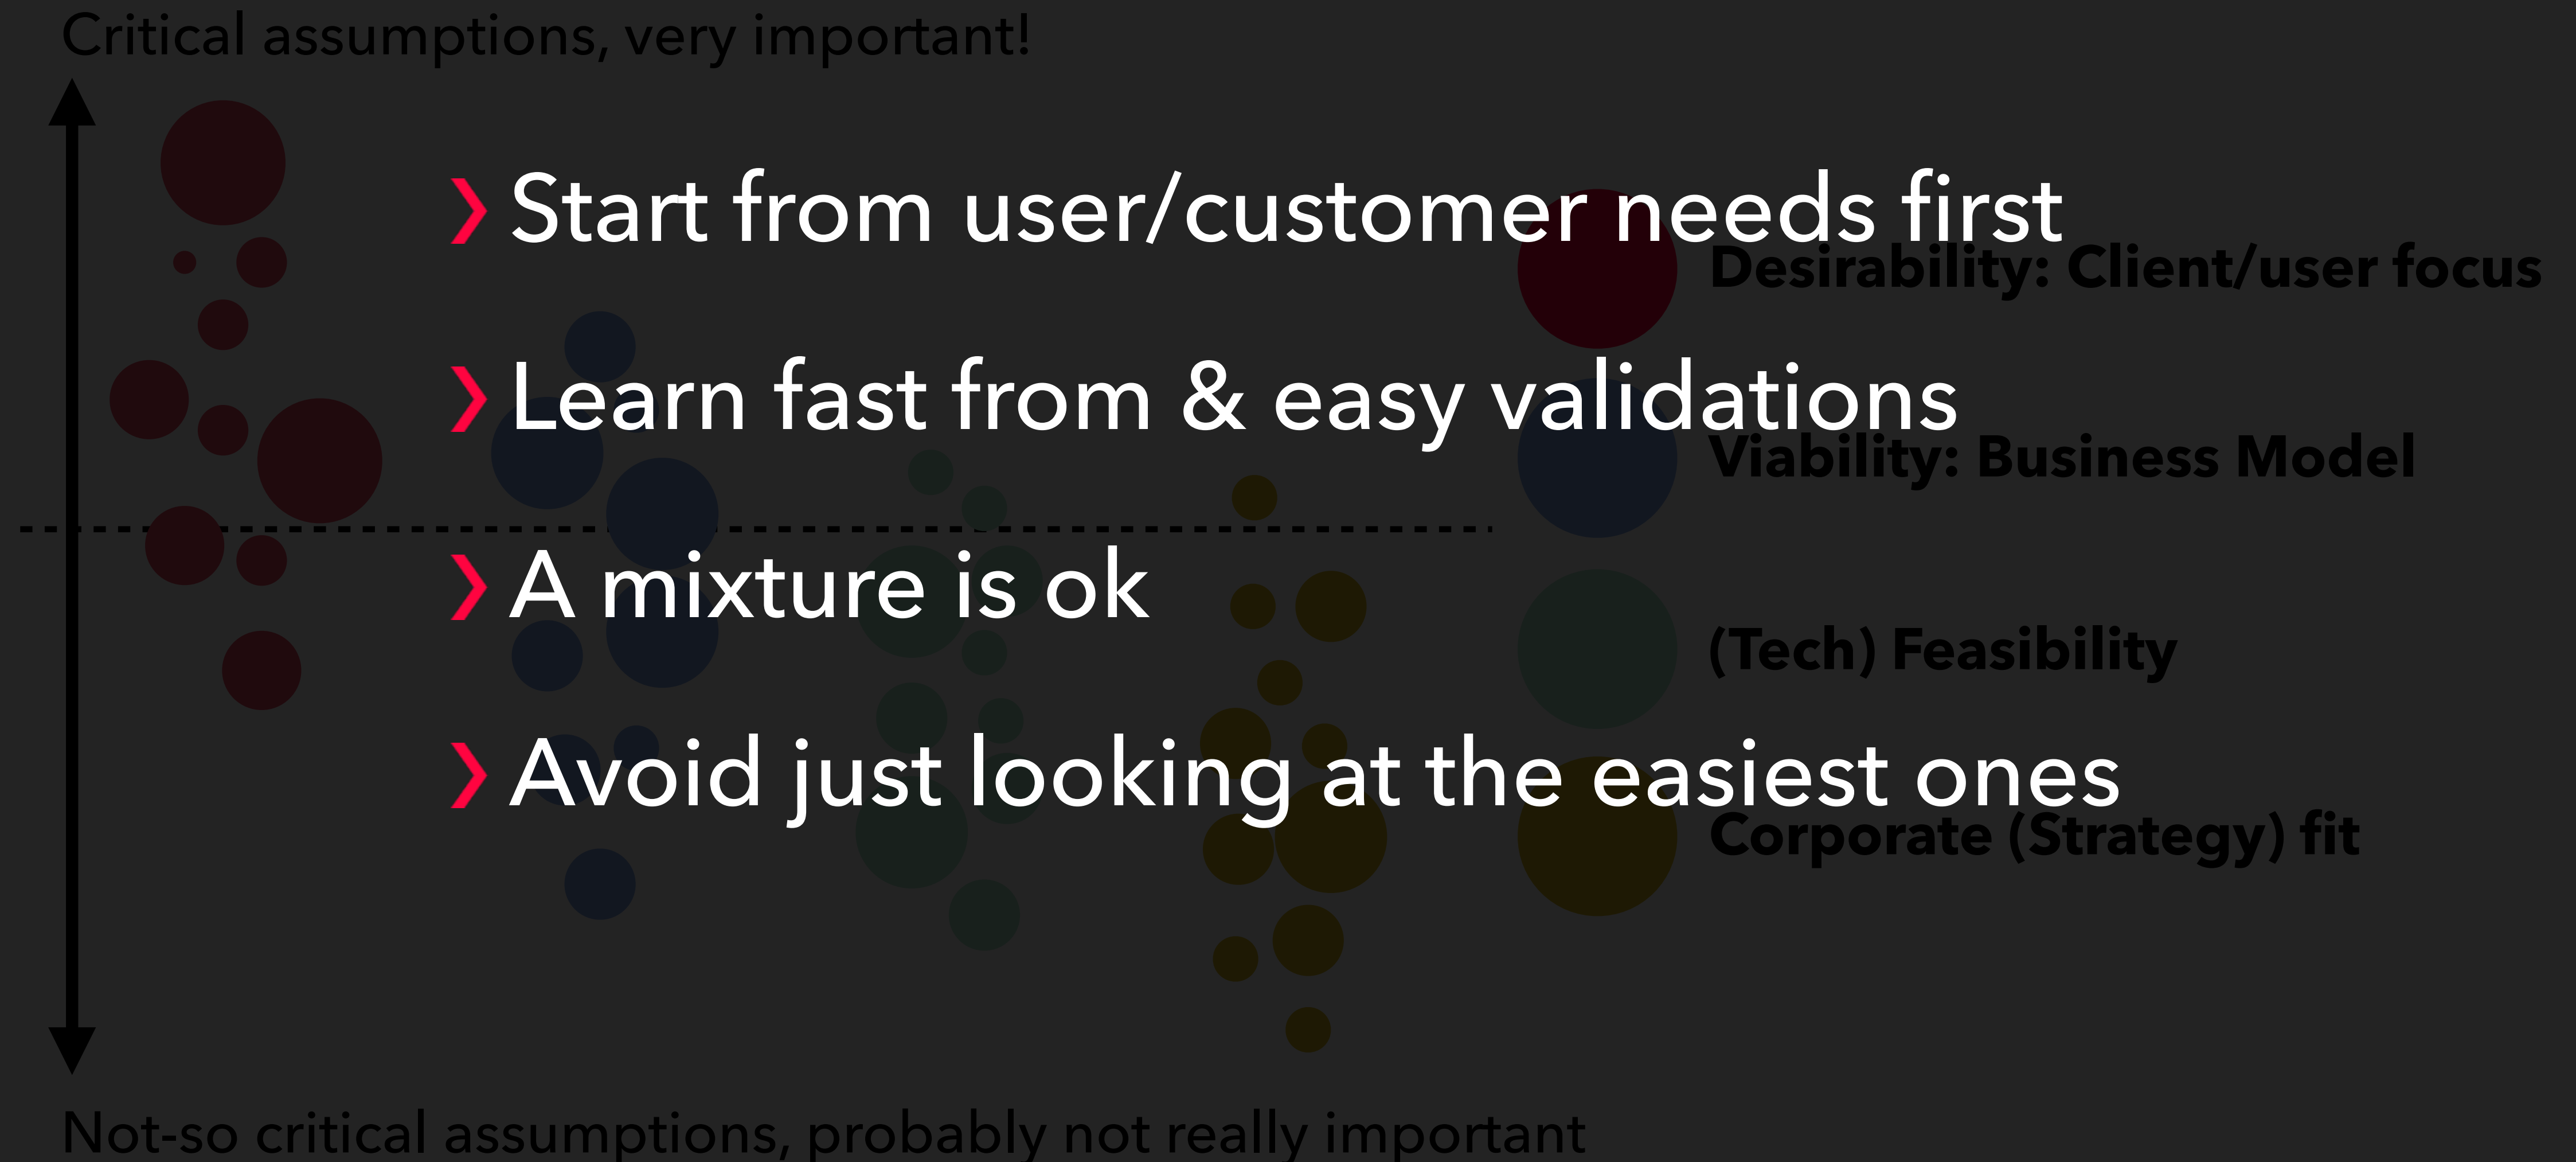 Critical assumptions, very important!
Start from user/customer needs first
Desirability: Client/user focus
Learn fast from & easy validations
Viability: Business Model
A mixture is ok
(Tech) Feasibility
Avoid just looking at the easiest ones
Corporate (Strategy) fit
Not-so critical assumptions, probably not really important